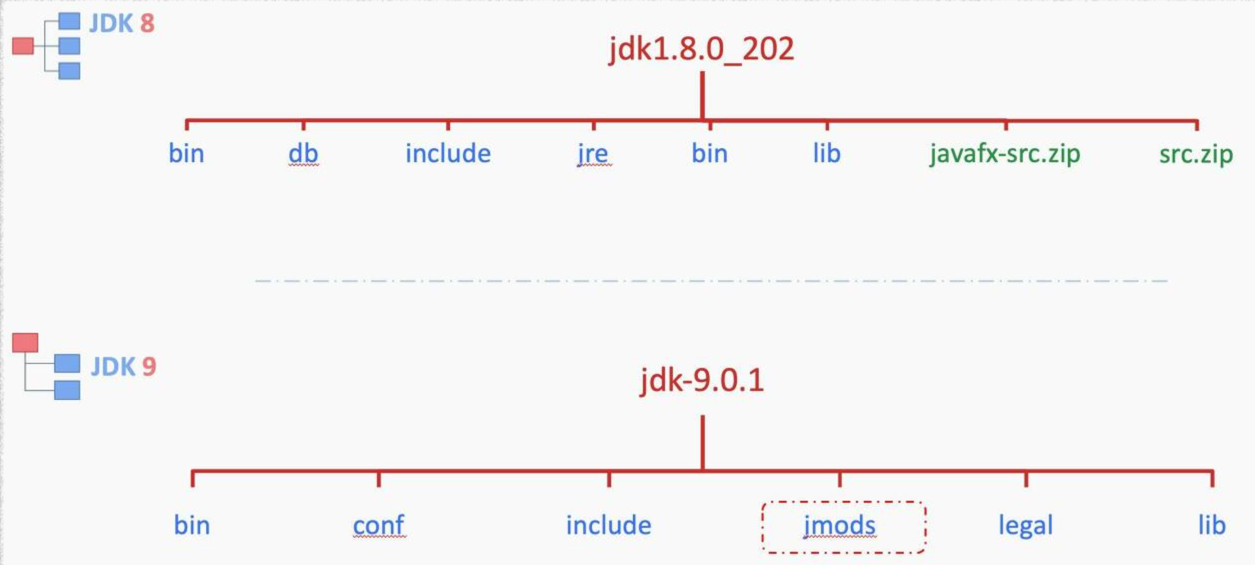 JDK 8
jdk1.8.0_202
bin db include jre bin lib javafx-src.zip src.zip
JDK 9
jdk-9.0.1
bin conf include jmods legal lib